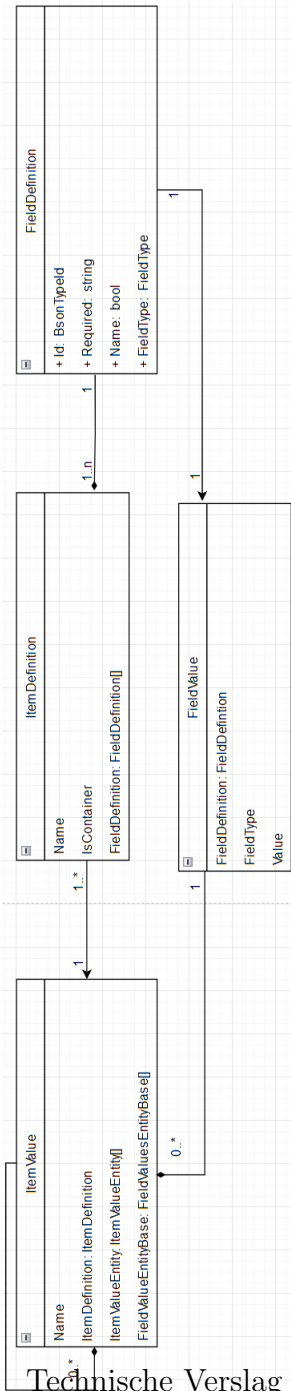 FieldDefinition
+ Id: BsonTypeId
+ Required: string
+ Name: bool
+ FieldType: FieldType
1
1
1..n
1
ItemDefinition
Name
IsContainer
FieldDefinition: FieldDefinition[]
FieldValue
FieldDefinition: FieldDefintion
FieldType
Value
1..*
1
1
0..*
ItemValue
Name
ItemDefinition: ItemDefinition
ItemValueEntity: ItemValueEntity[]
FieldValueEntityBase: FieldValuesEntityBase[]
0..*
Technische Verslag